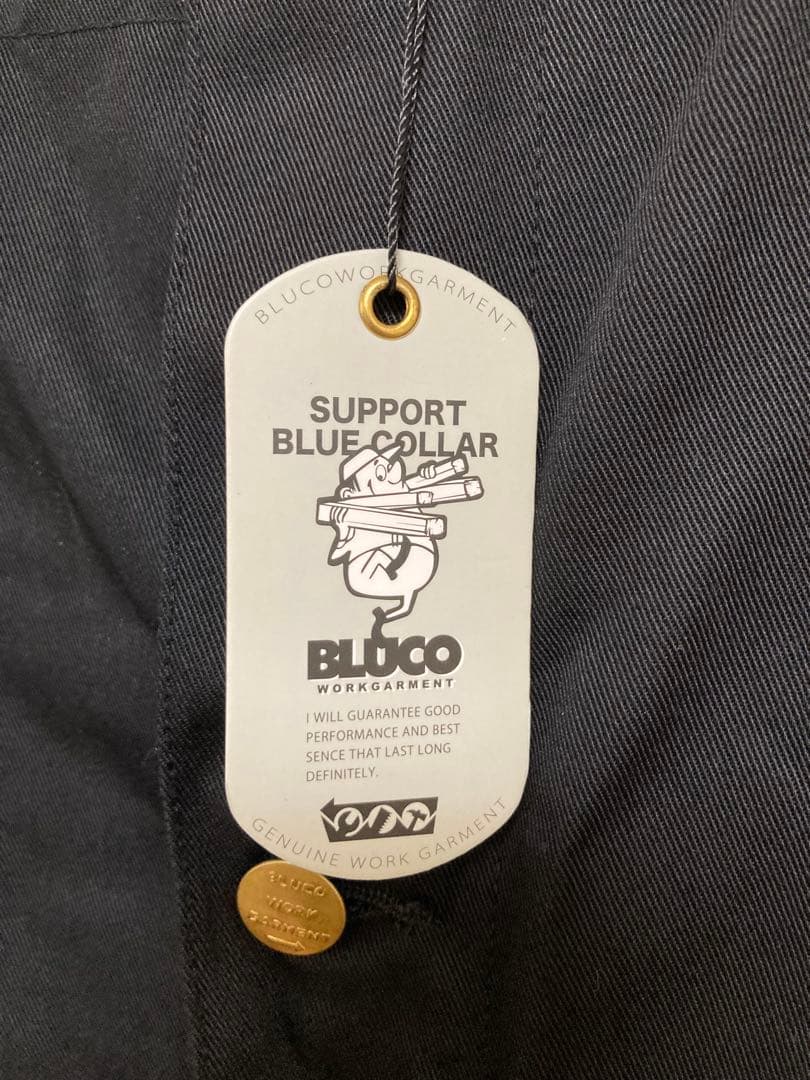 BLUCOWORKGARMENT
SUPPORT
BLUE COLLAR
BLUCO
WORKGARMENT
I WILL GUARANTEE GOOD
PERFORMANCE AND BEST
SENCE THAT LAST LONG
DEFINITELY.
GENUINE WORK GARMENT
BLUCO
WORK
GARMENT